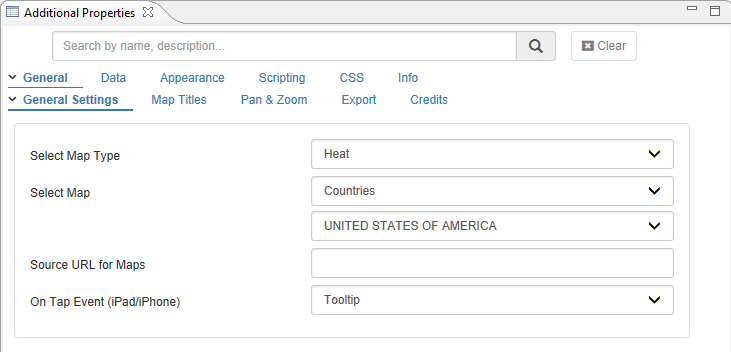 Additional Properties
Search by name, description...
Clear
General Data Appearance Scripting CSS Info
General Settings Map Titles Pan & Zoom Export Credits
Select Map Type Heat
Select Map Countries
UNITED STATES OF AMERICA
Source URL for Maps
On Tap Event (iPad/iPhone) Tooltip